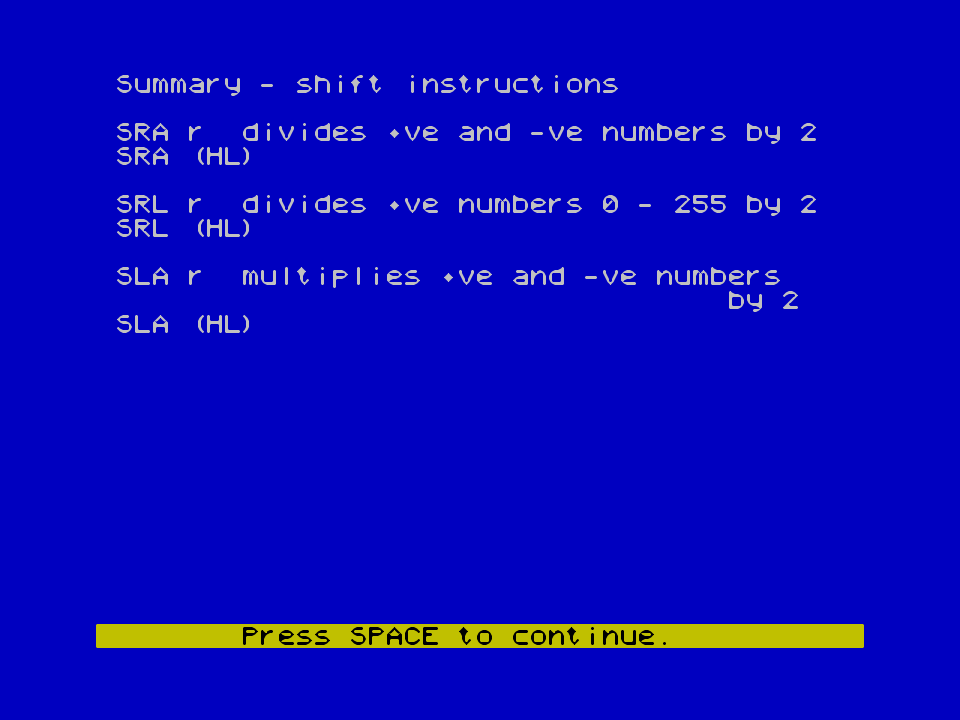 Summary - shift instructions
SRA r divides +ve and -ve numbers by 2
SRA (HL)
SRL r divides +ve numbers 0 - 255 by 2
SRL (HL)
SLA r multiplies +ve and -ve numbers
by 2
SLA (HL)
Press SPACE to continue.